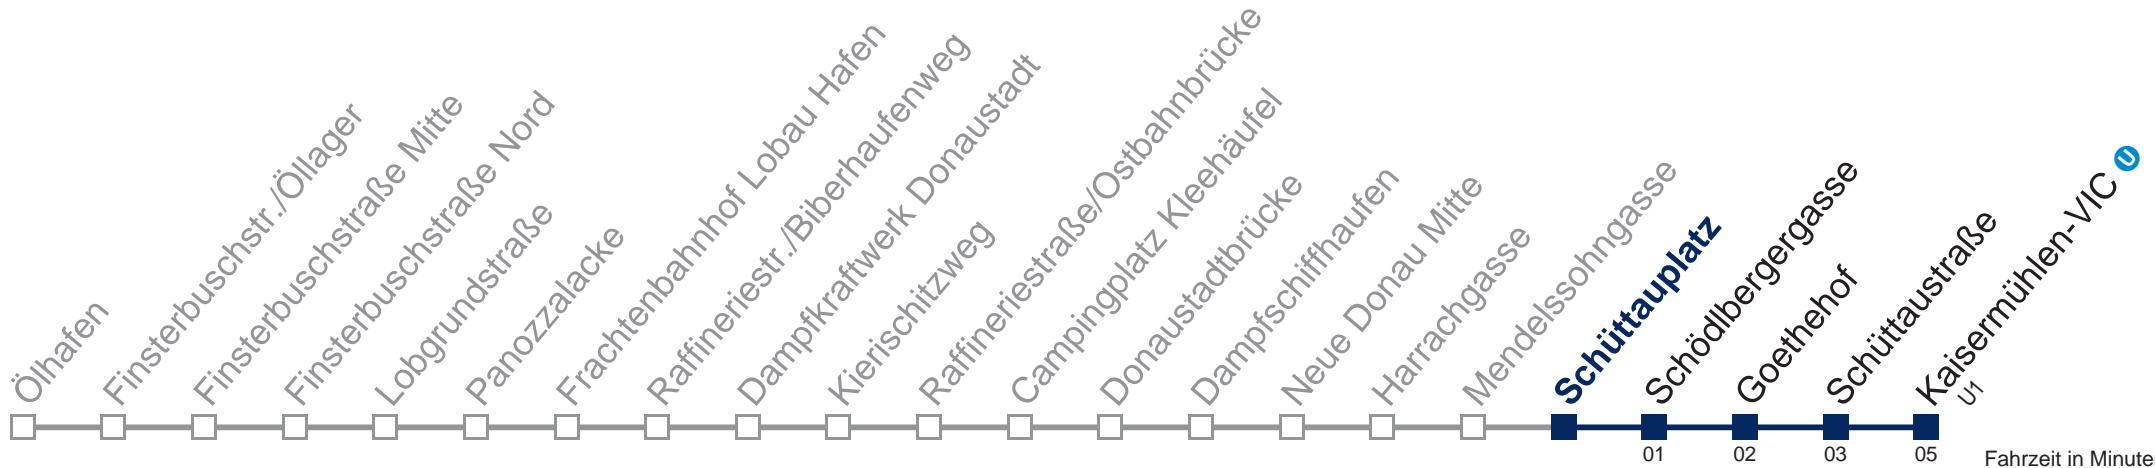 Ölhafen
Finsterbuschstr./Öllager
Finsterbuschstraße Mitte
Finsterbuschstraße Nord
Lobgrundstraße
Panozzalacke
Frachtenbahnhof Lobau Hafen
Raffineriestr./Biberhaufenweg
Dampfkraftwerk Donaustadt
Kierischitzweg
Raffineriestraße/Ostbahnbrücke
Campingplatz Kleehäufel
Donaustadtbrücke
Dampfschiffhaufen
Neue Donau Mitte
Harrachgasse
Mendelssohngasse
Schüttauplatz
Schödlbergergasse
Goethehof
Schüttaustraße
Kaisermühlen-VIC U
U1
01 02 03 05
Fahrzeit in Minute